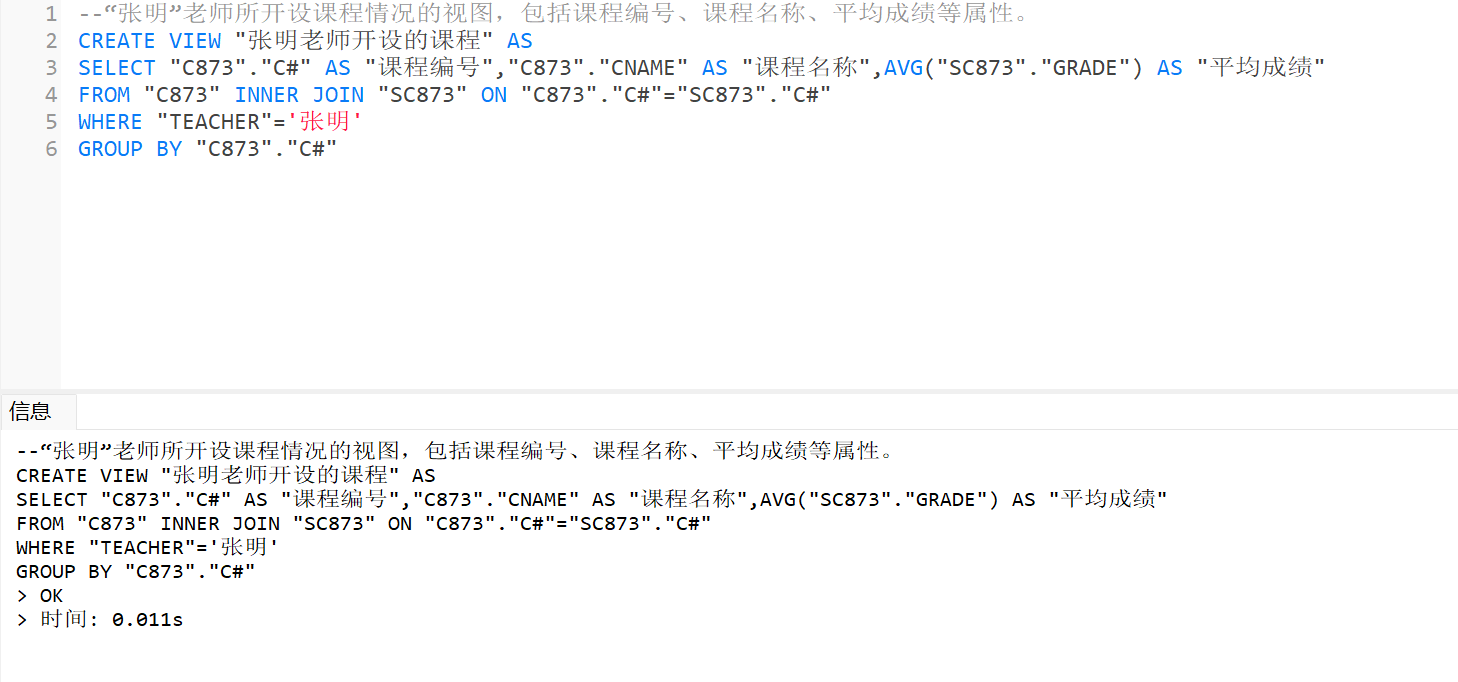 1 --“张明”老师所开设课程情况的视图，包括课程编号、课程名称、平均成绩等属性。
2 CREATE VIEW "张明老师开设的课程" AS
3 SELECT "C873"."C#" AS "课程编号","C873"."CNAME" AS "课程名称",AVG("SC873"."GRADE") AS "平均成绩"
4 FROM "C873" INNER JOIN "SC873" ON "C873"."C#"="SC873"."C#"
5 WHERE "TEACHER"='张明'
6 GROUP BY "C873"."C#"
信息
--“张明”老师所开设课程情况的视图，包括课程编号、课程名称、平均成绩等属性。
CREATE VIEW "张明老师开设的课程" AS
SELECT "C873"."C#" AS "课程编号","C873"."CNAME" AS "课程名称",AVG("SC873"."GRADE") AS "平均成绩"
FROM "C873" INNER JOIN "SC873" ON "C873"."C#"="SC873"."C#"
WHERE "TEACHER"='张明'
GROUP BY "C873"."C#"
> OK
> 时间: 0.011s